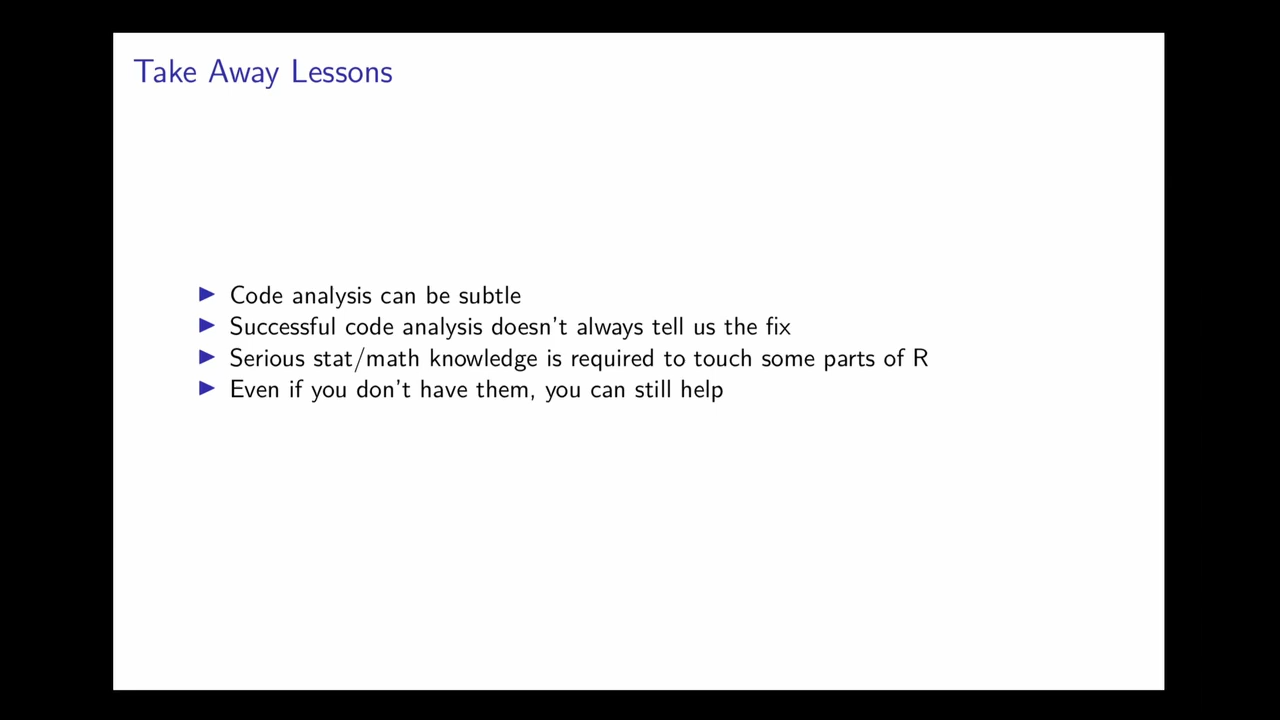 Take Away Lessons
Code analysis can be subtle
Successful code analysis doesn't always tell us the fix
Serious stat/math knowledge is required to touch some parts of R
Even if you don't have them, you can still help